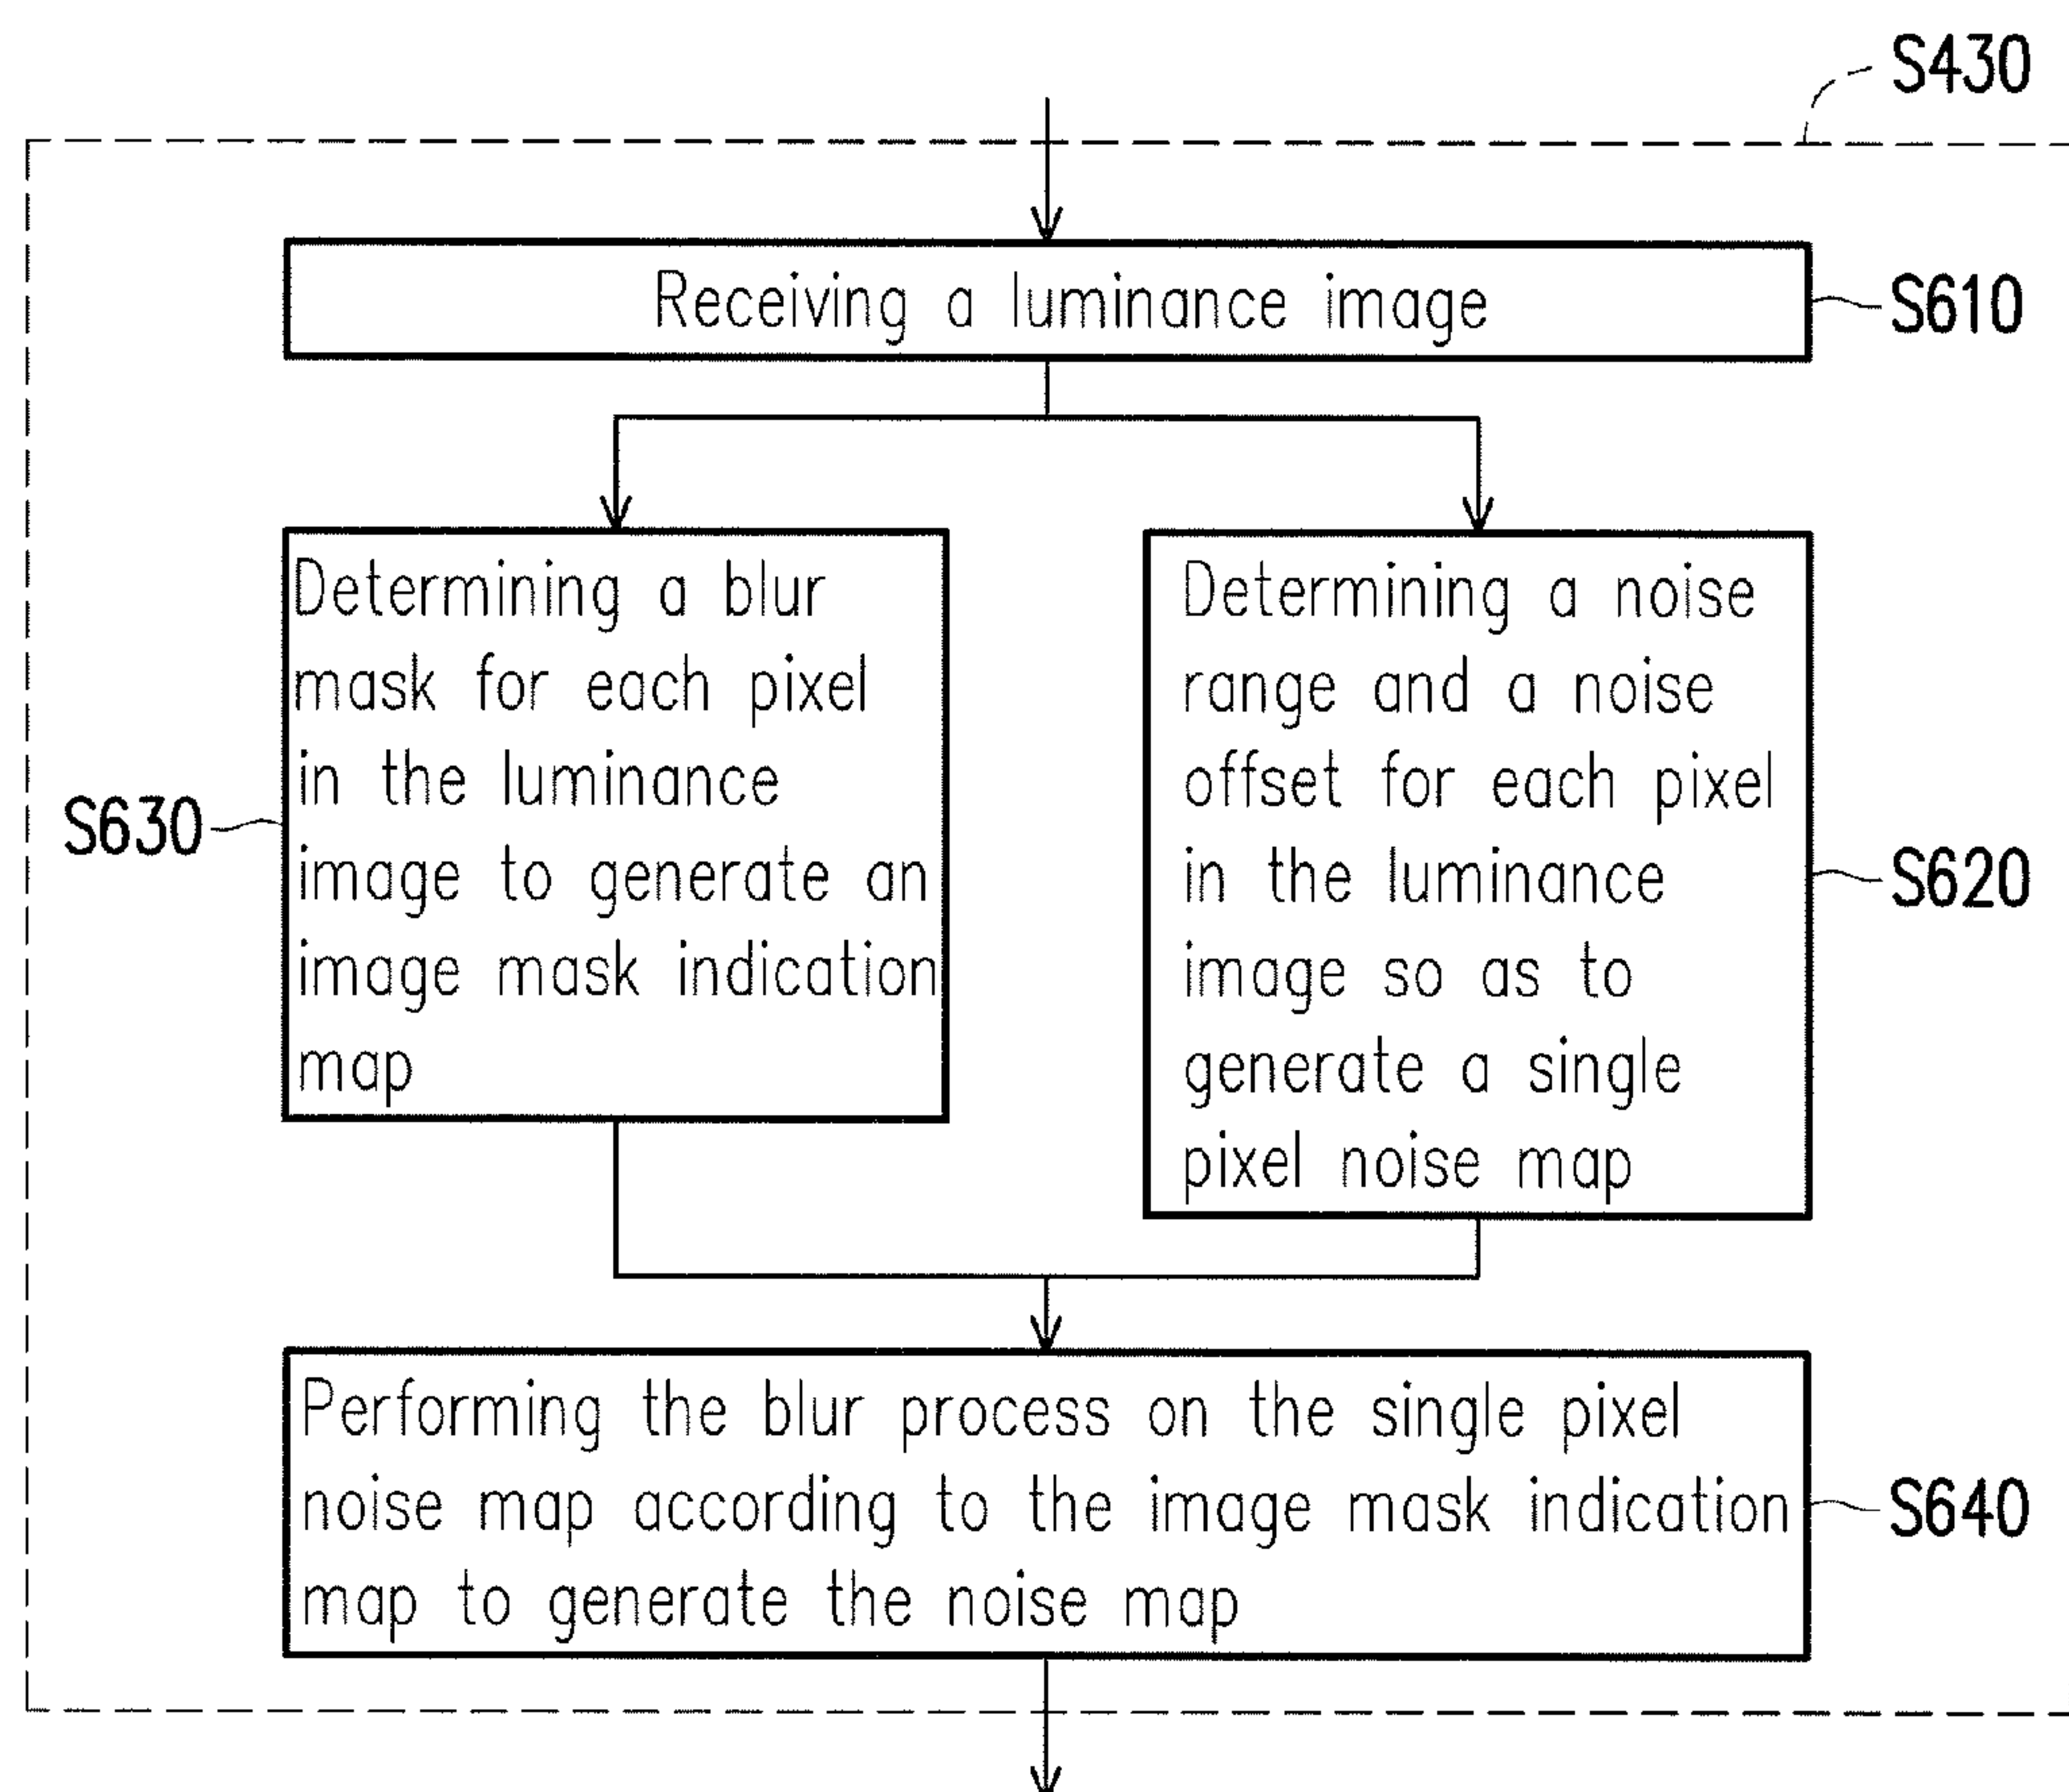 S430
Receiving a luminance image
S610
Determining a blur
mask for each pixel
in the luminance
image to generate an
image mask indication
map
S630
Determining a noise
range and a noise
offset for each pixel
in the luminance
image so as to
generate a single
pixel noise map
S620
Performing the blur process on the single pixel
noise map according to the image mask indication
map to generate the noise map
S640